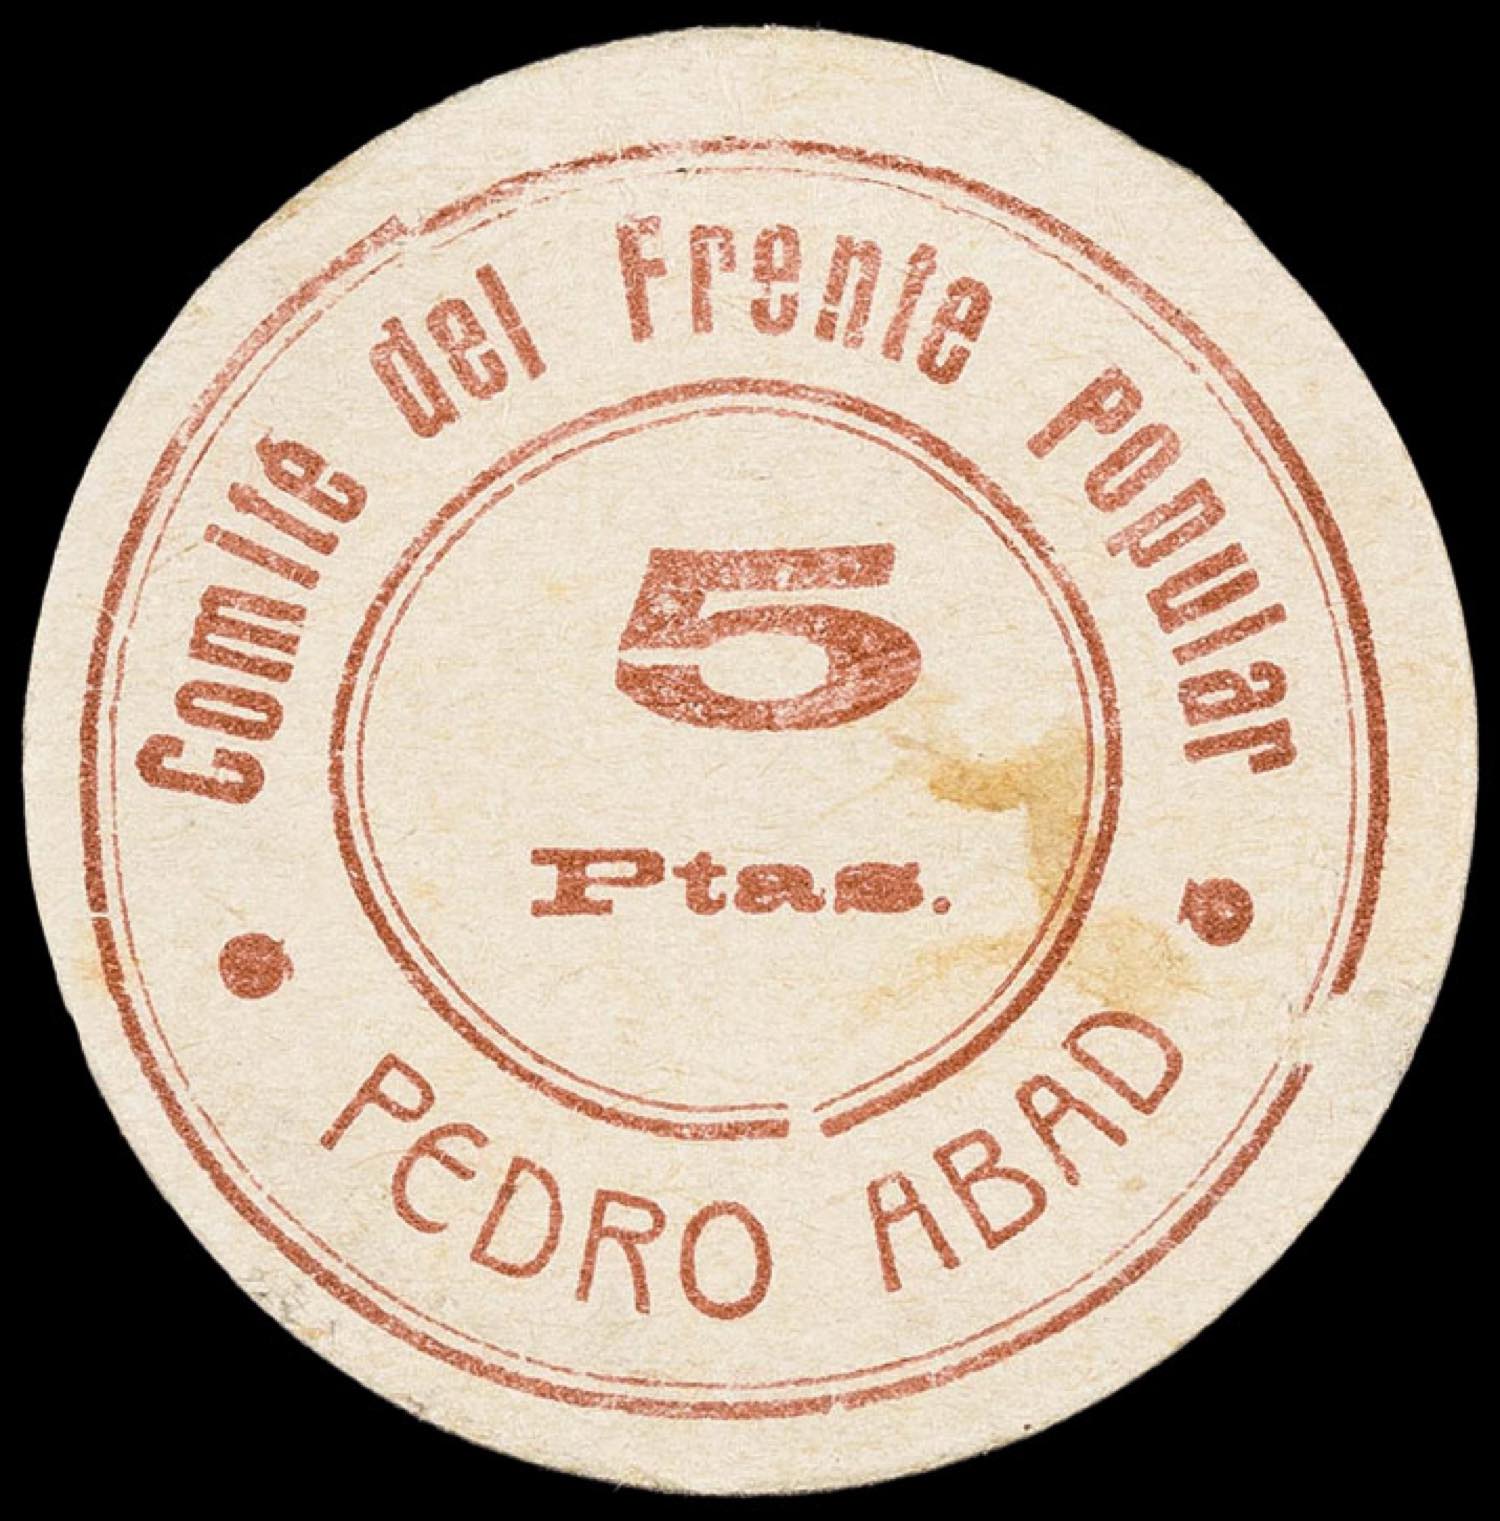 Comité del Frente Popular
5
Ptas.
PEDRO ABAD